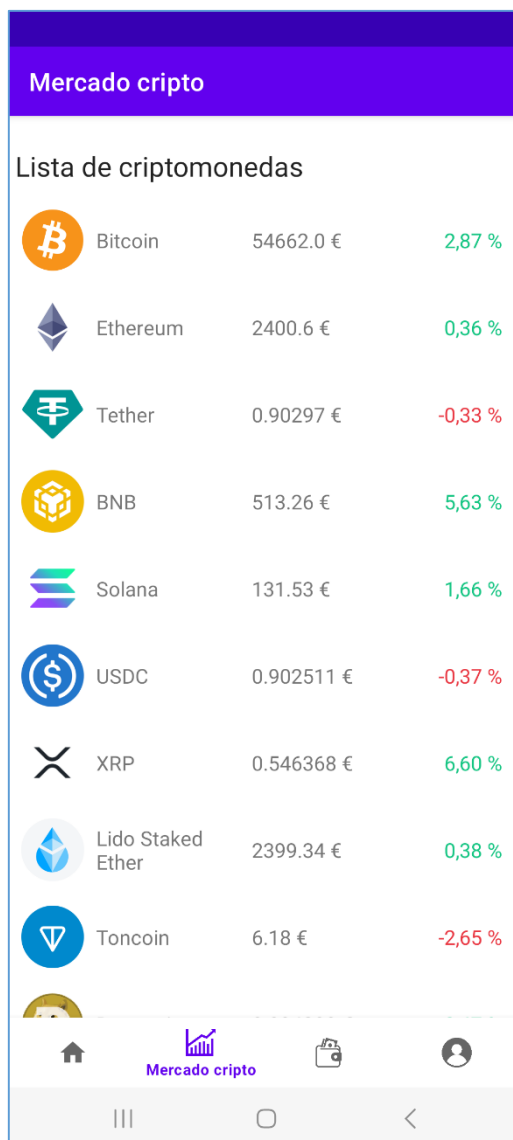 Mercado cripto
Lista de criptomonedas
Bitcoin 54662.0 € 2,87 %
Ethereum 2400.6 € 0,36 %
Tether 0.90297 € -0,33 %
BNB 513.26 € 5,63 %
Solana 131.53 € 1,66 %
USDC 0.902511 € -0,37 %
XRP 0.546368 € 6,60 %
Lido Staked
Ether 2399.34 € 0,38 %
Toncoin 6.18 € -2,65 %
Mercado cripto